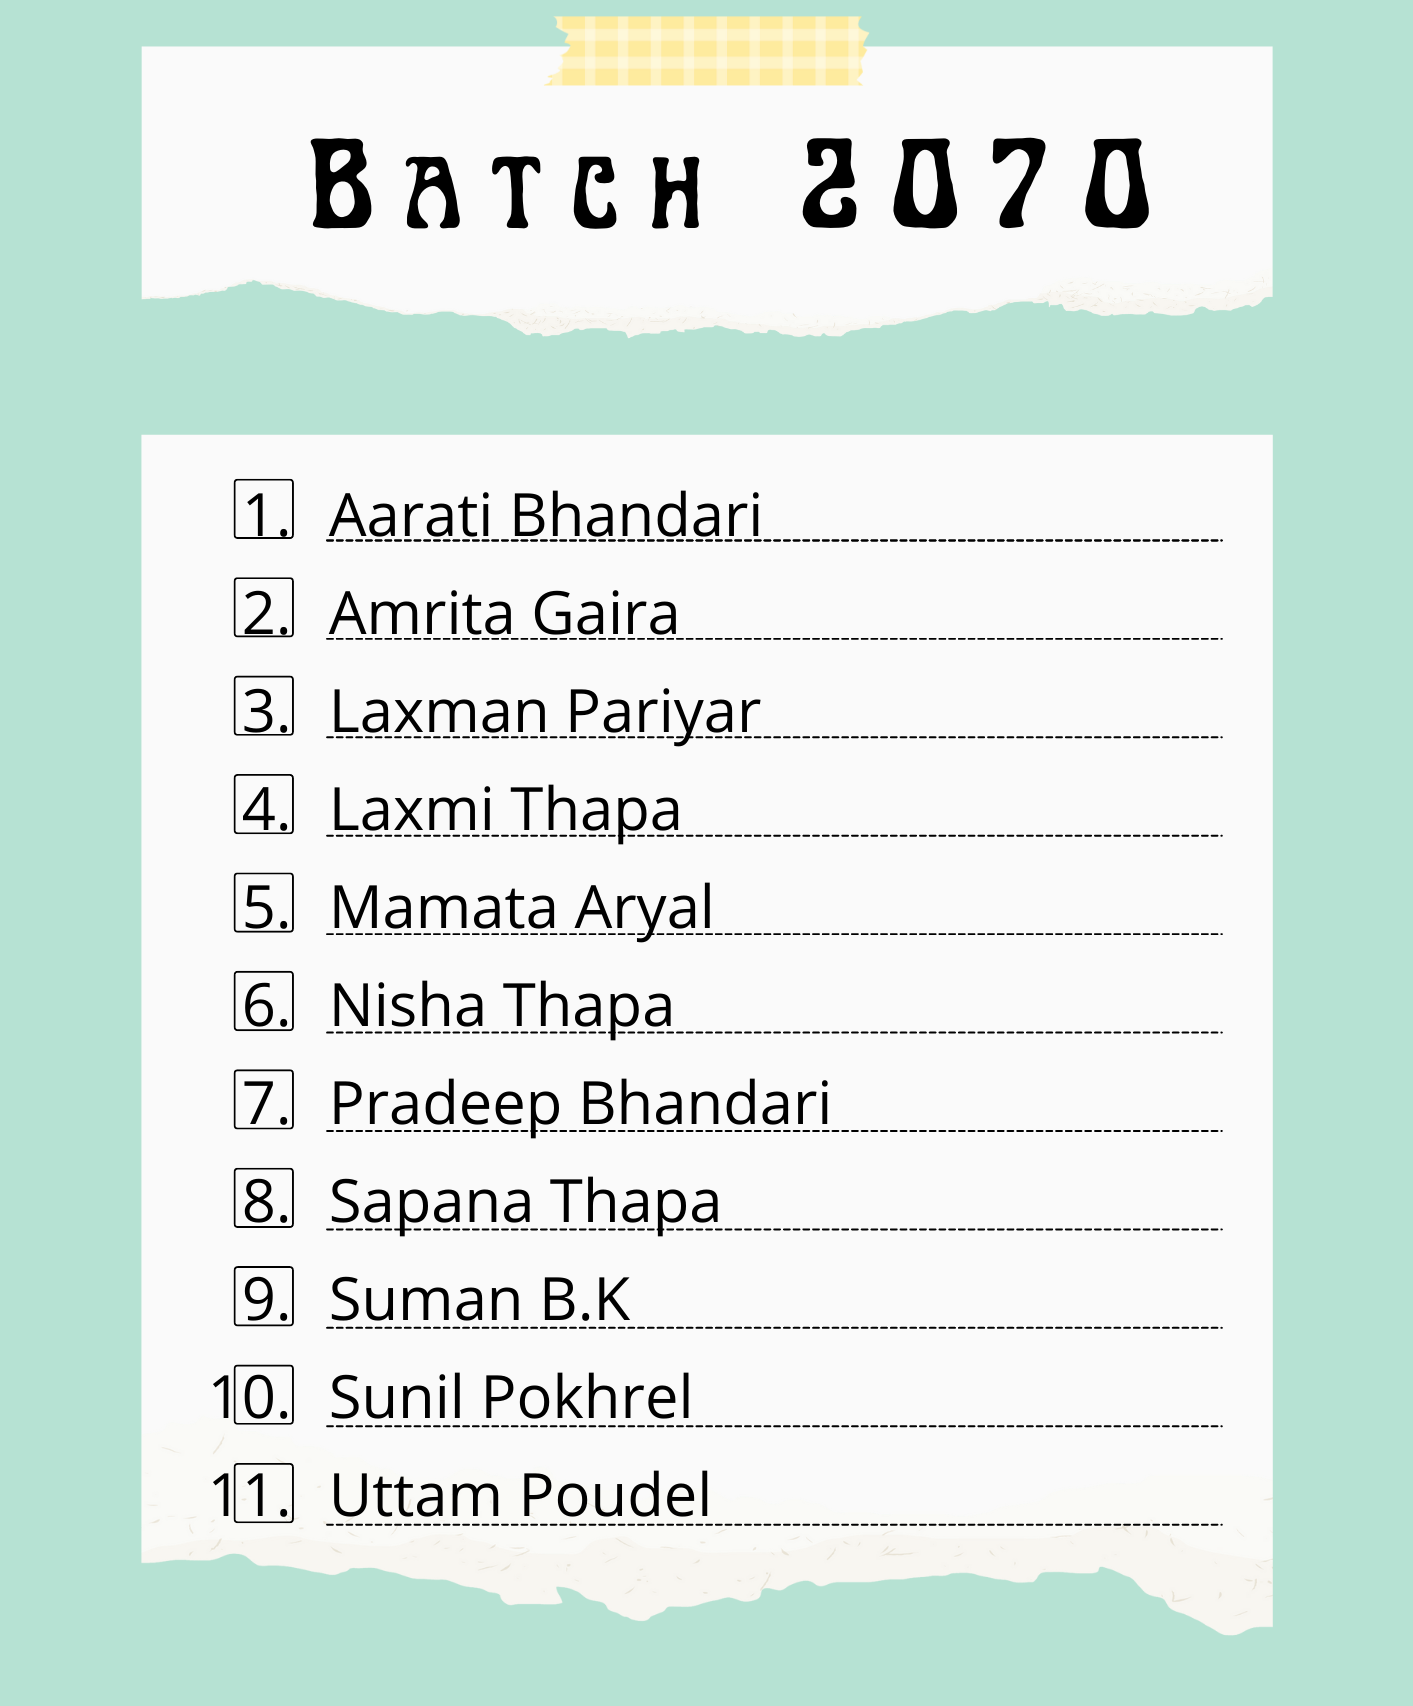 Batch 2070
1. Aarati Bhandari
2. Amrita Gaira
3. Laxman Pariyar
4. Laxmi Thapa
5. Mamata Aryal
6. Nisha Thapa
7. Pradeep Bhandari
8. Sapana Thapa
9. Suman B.K
10. Sunil Pokhrel
11. Uttam Poudel